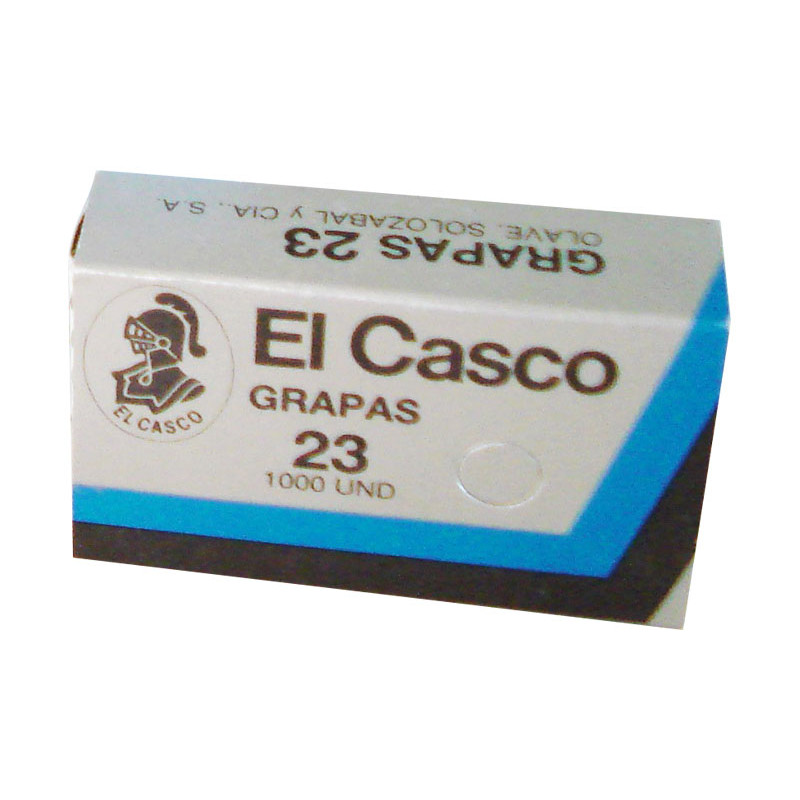 OLAVE, SOLOZABAL y CIA., S.A.
GRAPAS 23
El Casco
GRAPAS
23
1000 UND
EL CASCO